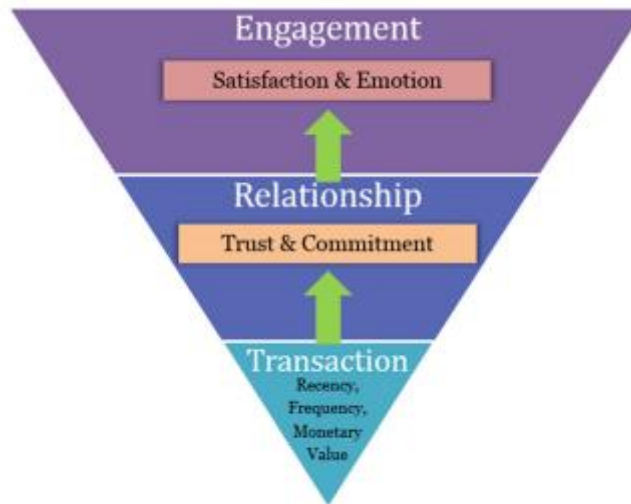 Engagement
Satisfaction & Emotion
Relationship
Trust & Commitment
Transaction
Recency,
Frequency,
Monetary
Value